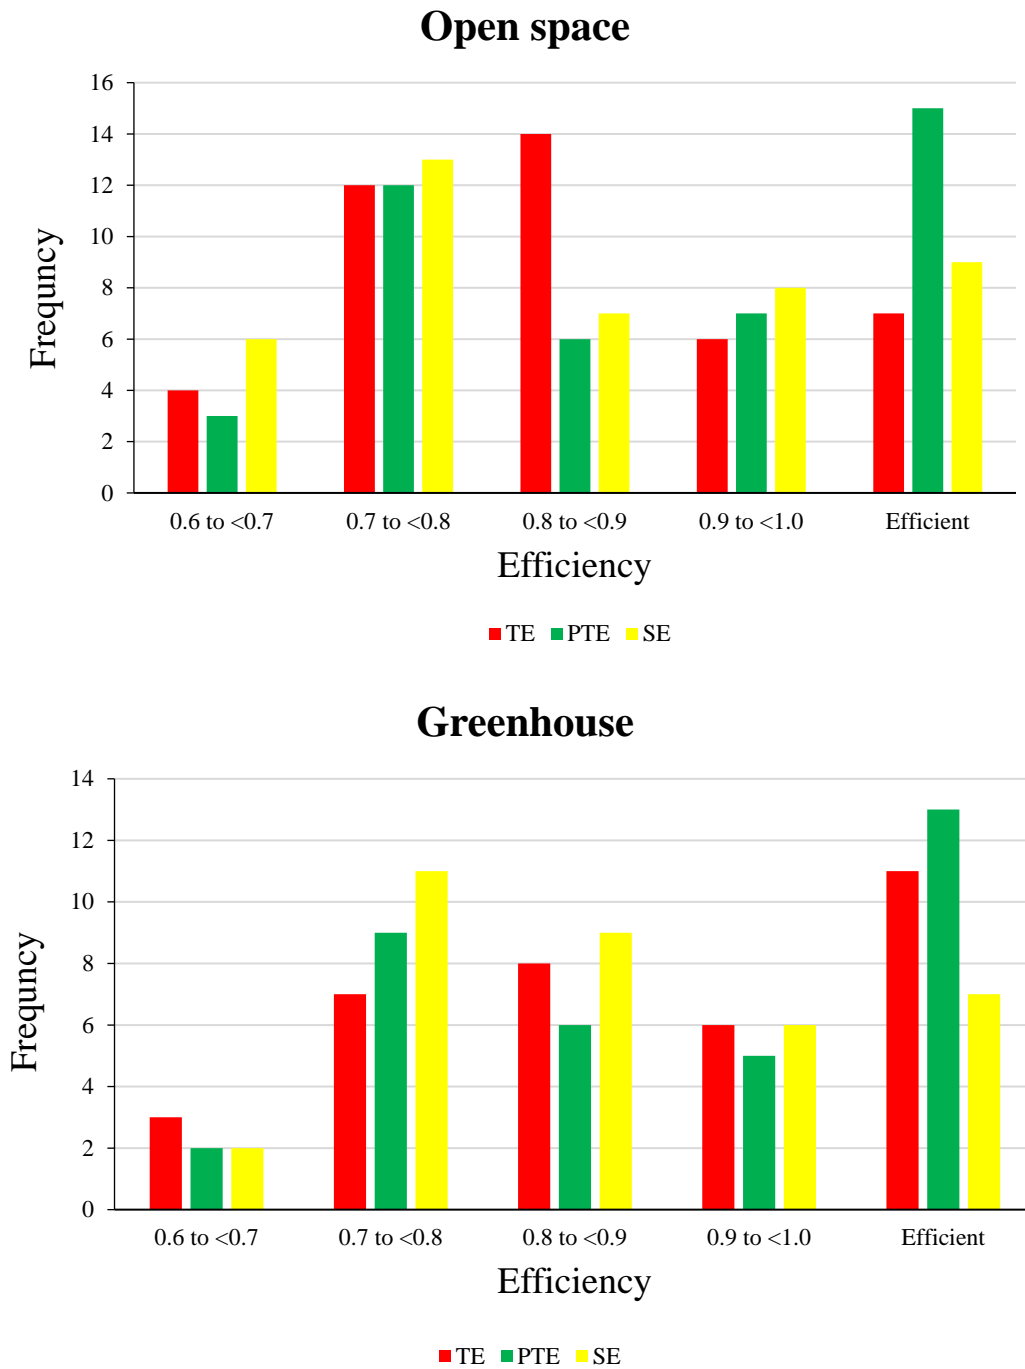 Open space
16
14
12
10
8
6
4
2
0
Frequncy
0.6 to <0.7 0.7 to <0.8 0.8 to <0.9 0.9 to <1.0 Efficient
Efficiency
TE PTE SE
Greenhouse
14
12
10
8
6
4
2
0
Frequncy
0.6 to <0.7 0.7 to <0.8 0.8 to <0.9 0.9 to <1.0 Efficient
Efficiency
TE PTE SE